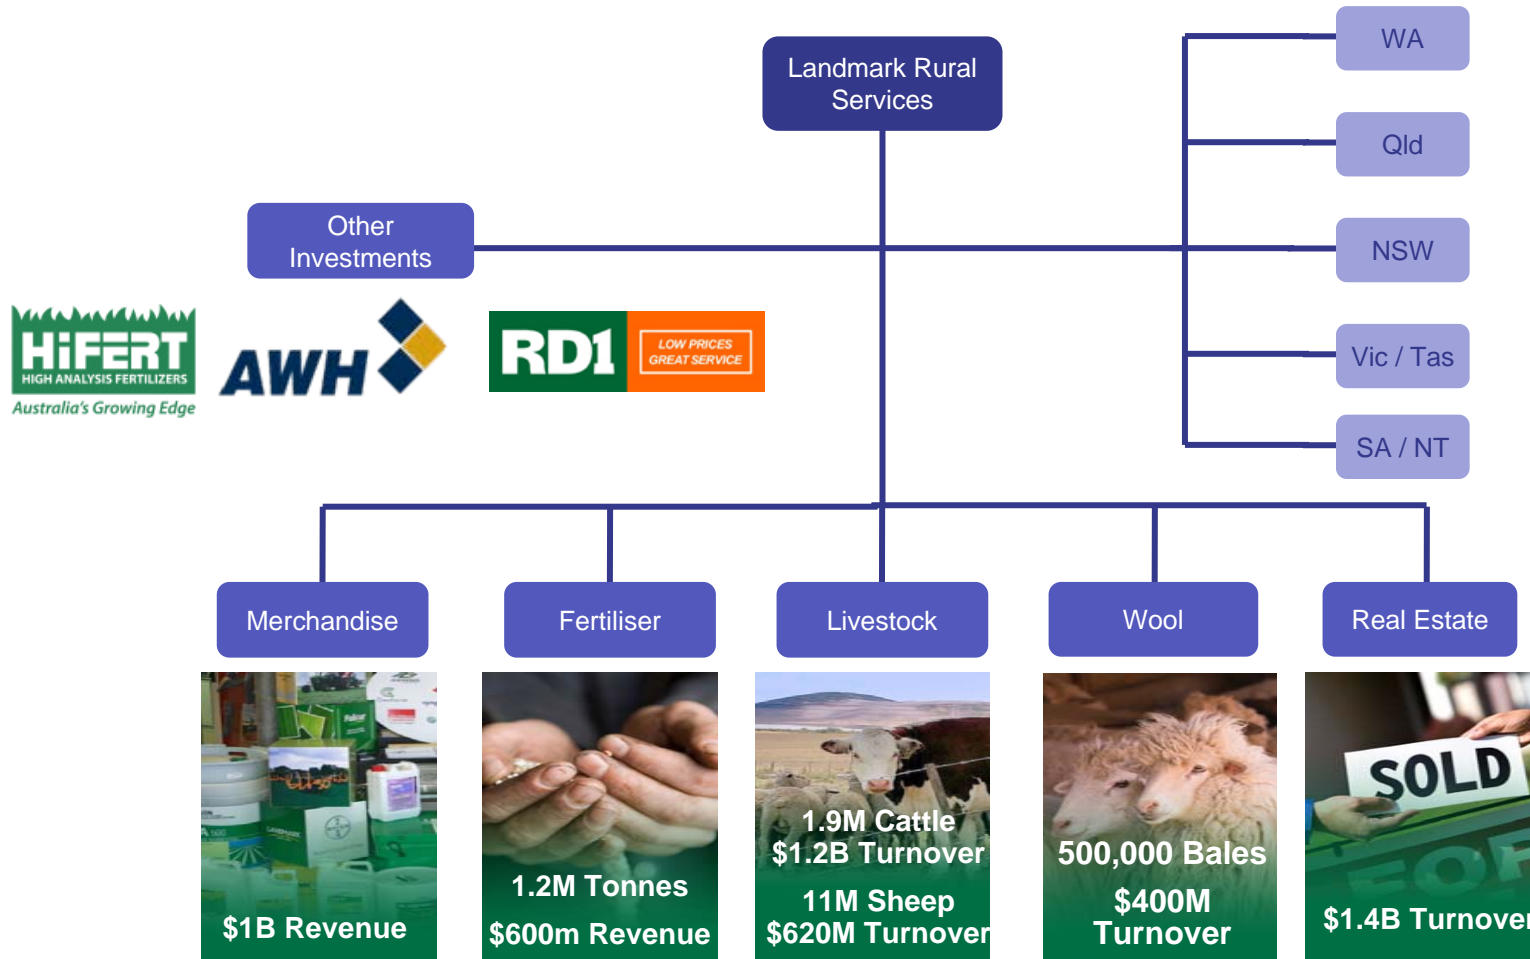 Landmark Rural
Services
WA
Qld
NSW
Vic / Tas
SA / NT
Other
Investments
HiFERT
HIGH ANALYSIS FERTILIZERS
Australia's Growing Edge
AWH
RD1
LOW PRICES
GREAT SERVICE
Merchandise
Fertiliser
Livestock
Wool
Real Estate
LANDMARK
$1B Revenue
1.2M Tonnes
$600m Revenue
1.9M Cattle
$1.2B Turnover
11M Sheep
$620M Turnover
500,000 Bales
$400M
Turnover
SOLD
FOR
$1.4B Turnover